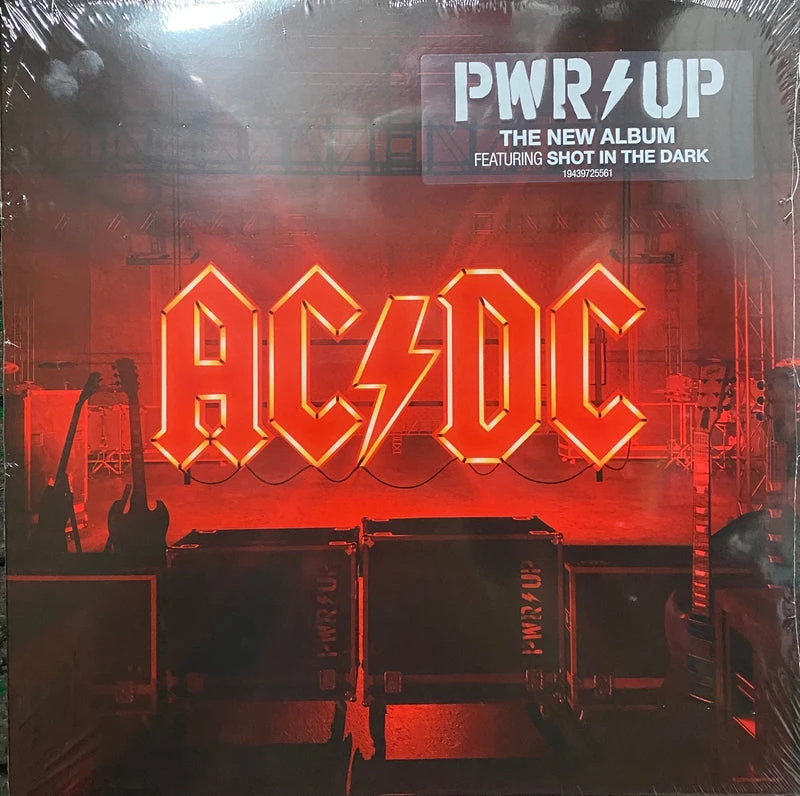 PWR⚡UP
THE NEW ALBUM
FEATURING SHOT IN THE DARK
19439725561
AC⚡DC
PWR⚡UP
PWR⚡UP